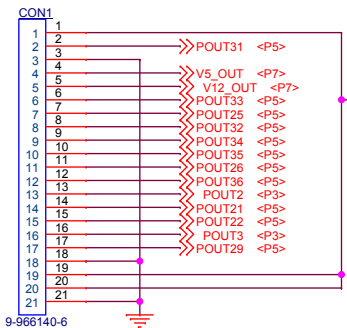 CON1
1 1
2 2 POUT31 <P5>
3 3
4 4 V5_OUT <P7>
5 5 V12_OUT <P7>
6 6 POUT33 <P5>
7 7 POUT25 <P5>
8 8 POUT32 <P5>
9 9 POUT34 <P5>
10 10 POUT35 <P5>
11 11 POUT26 <P5>
12 12 POUT36 <P5>
13 13 POUT2 <P3>
14 14 POUT21 <P5>
15 15 POUT22 <P5>
16 16 POUT3 <P3>
17 17 POUT29 <P5>
18 18
19 19
20 20
21 21
9-966140-6